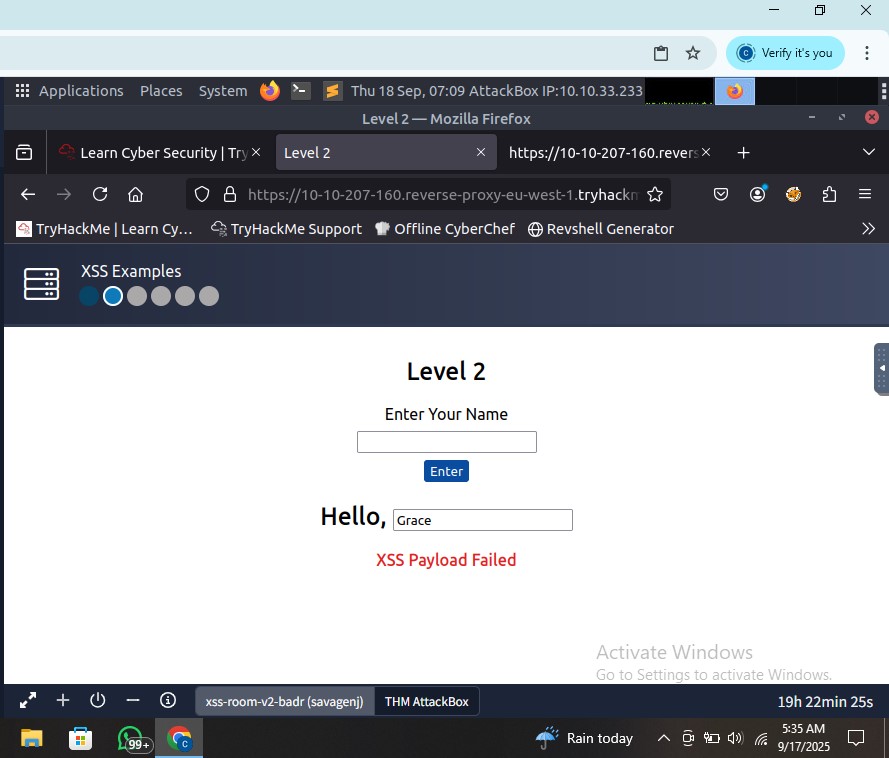 Verify it's you
Applications Places System Thu 18 Sep, 07:09 AttackBox IP:10.10.33.233
Level 2 — Mozilla Firefox
Learn Cyber Security | Try
Level 2
https://10-10-207-160.revers
https://10-10-207-160.reverse-proxy-eu-west-1.tryhackm
TryHackMe | Learn Cy... TryHackMe Support Offline CyberChef Revshell Generator
XSS Examples
Level 2
Enter Your Name
Enter
Hello, Grace
XSS Payload Failed
Activate Windows
Go to Settings to activate Windows.
xss-room-v2-badr (savagenj) THM AttackBox 19h 22min 25s
99+ Rain today 5:35 AM
9/17/2025